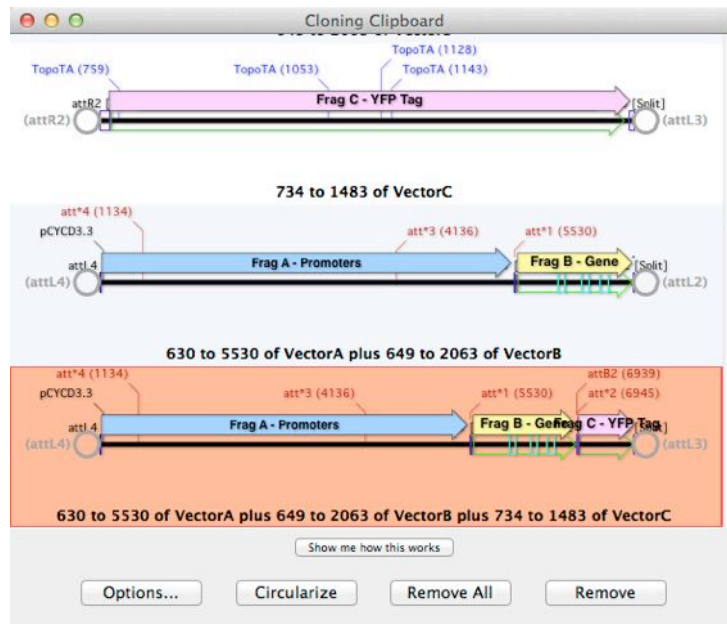 Cloning Clipboard
TopoTA (1128)
TopoTA (759) TopoTA (1053) TopoTA (1143)
attR2 [ Frag C - YFP Tag [Split]
(attR2) (attL3)
734 to 1483 of VectorC
att*4 (1134)
pCYCD3.3 att*3 (4136) att*1 (5530)
attL4 Frag A - Promoters Frag B - Gene [Split]
(attL4) (attL2)
630 to 5530 of VectorA plus 649 to 2063 of VectorB
att*4 (1134) attB2 (6939)
pCYCD3.3 att*3 (4136) att*1 (5530) att*2 (6945)
attL4 Frag A - Promoters Frag B - Gene Frag C - YFP Tag
(attL4) (attL3)
630 to 5530 of VectorA plus 649 to 2063 of VectorB plus 734 to 1483 of VectorC
Show me how this works
Options... Circularize Remove All Remove